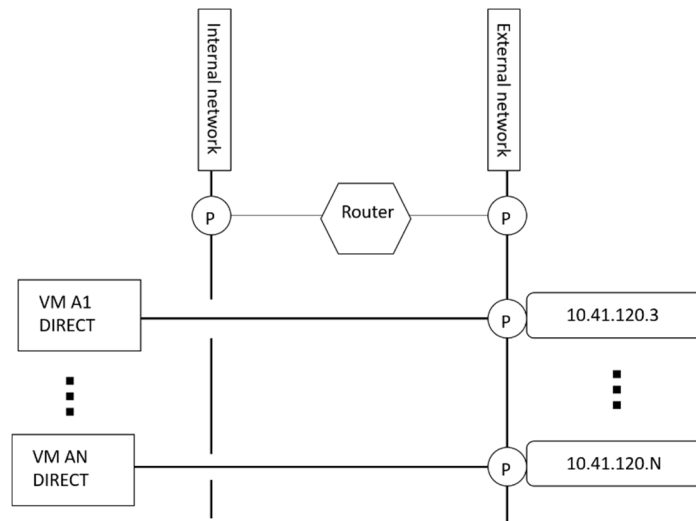 Internal network
External network
P
Router
P
VM A1
DIRECT
P
10.41.120.3
VM AN
DIRECT
P
10.41.120.N